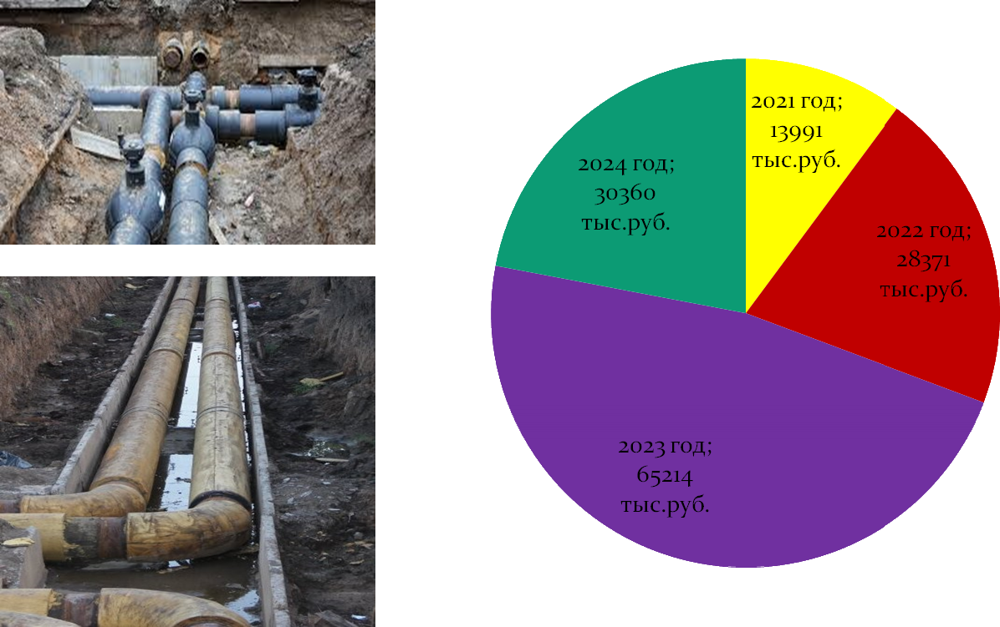 2021 год;
13991
тыс.руб.
2022 год;
28371
тыс.руб.
2023 год;
65214
тыс.руб.
2024 год;
30360
тыс.руб.